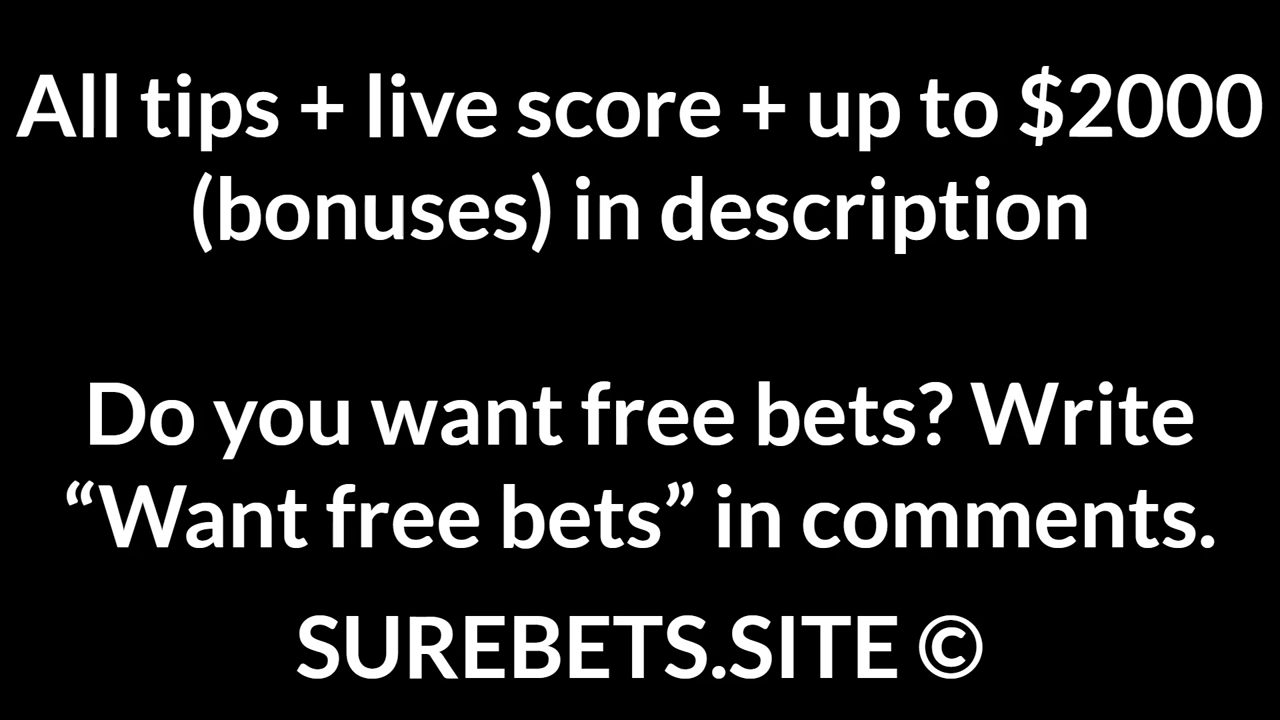 All tips + live score + up to $2000
(bonuses) in description
Do you want free bets? Write
“Want free bets” in comments.
SUREBETS.SITE ©